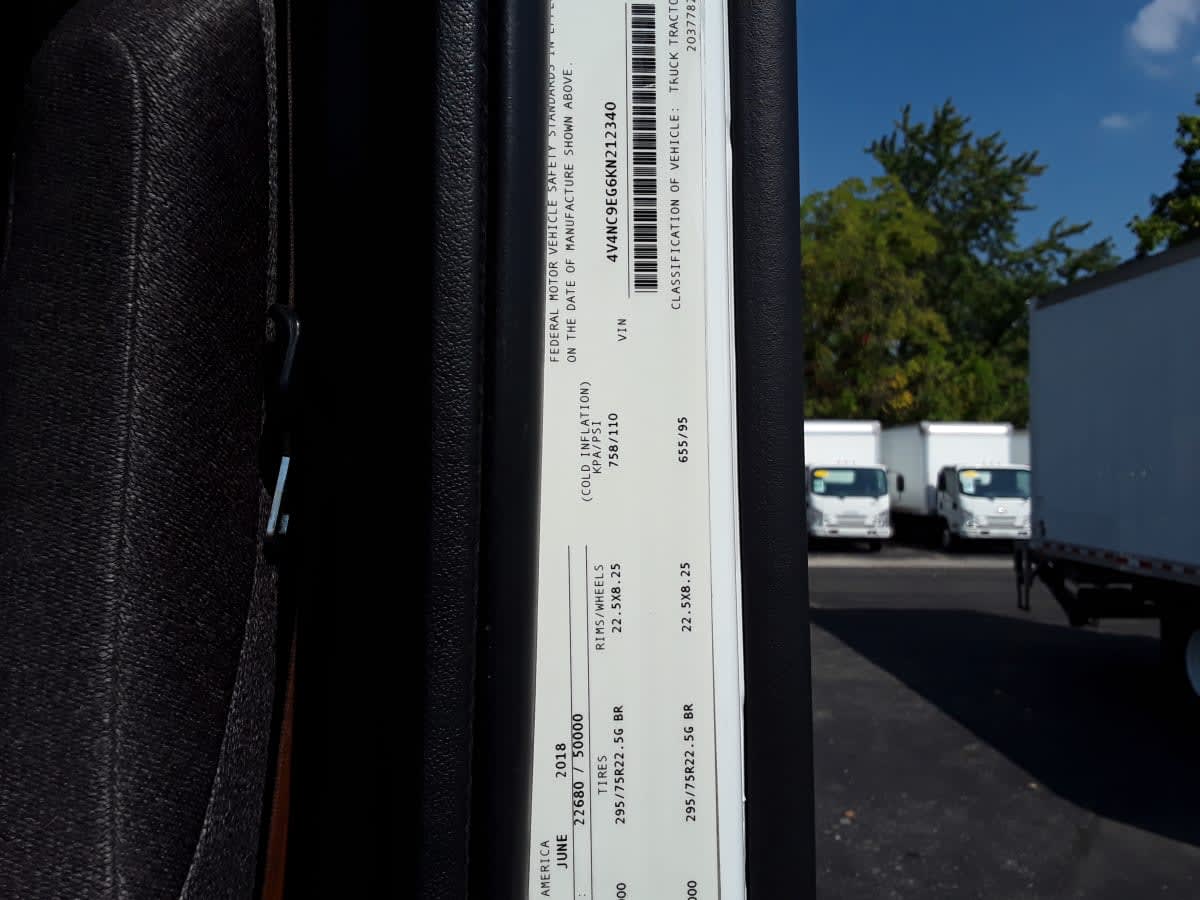 AMERICA
JUNE 2018
22680 / 50000
FEDERAL MOTOR VEHICLE SAFETY STANDARDS IN
ON THE DATE OF MANUFACTURE SHOWN ABOVE.
TIRES RIMS/WHEELS (COLD INFLATION)
KPA/PSI
295/75R22.5G BR 22.5X8.25 758/110
VIN 4V4NC9EG6KN212340
295/75R22.5G BR 22.5X8.25 655/95
CLASSIFICATION OF VEHICLE: TRUCK